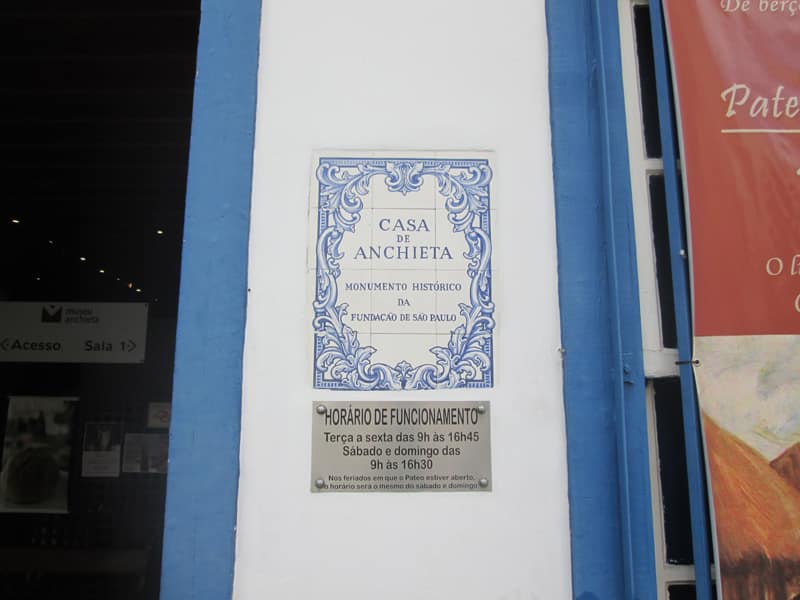 museu
anchieta
<Acesso Sala 1>
CASA
DE
ANCHIETA
MONUMENTO HISTÓRICO
DA
FUNDAÇÃO DE SÃO PAULO
HORÁRIO DE FUNCIONAMENTO
Terça a sexta das 9h às 16h45
Sábado e domingo das
9h às 16h30
Nos feriados em que o Pateo estiver aberto,
o horário será o mesmo do sábado e domingo.
De berç
Pate
O l